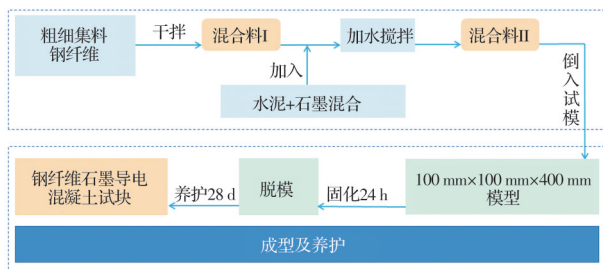 粗细集料
钢纤维
干拌
混合料I
加入
加水搅拌
混合料II
水泥+石墨混合
倒入试模
钢纤维石墨导电
混凝土试块
养护28 d
脱模
固化24 h
100 mm×100 mm×400 mm
模型
成型及养护